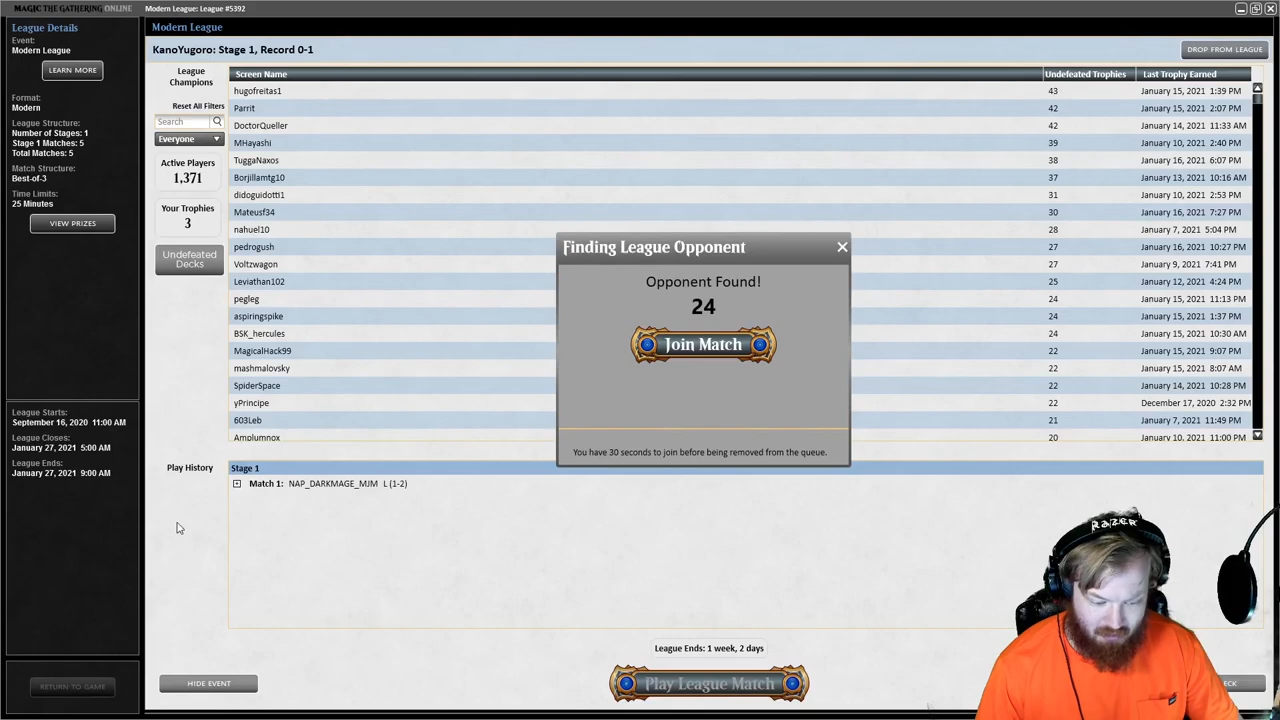 MAGIC THE GATHERING ONLINE
Modern League: League #5392
League Details
Event:
Modern League
LEARN MORE
Format:
Modern
League Structure:
Number of Stages: 1
Stage 1 Matches: 5
Total Matches: 5
Match Structure:
Best-of-3
Time Limits:
25 Minutes
VIEW PRIZES
League Starts:
September 16, 2020 11:00 AM
League Closes:
January 27, 2021 5:00 AM
League Ends:
January 27, 2021 9:00 AM
RETURN TO GAME
Modern League
KanoYugoro: Stage 1, Record 0-1
DROP FROM LEAGUE
League
Champions
Reset All Filters
Search
Everyone
Active Players
1,371
Your Trophies
3
Undefeated
Decks
Screen Name Undefeated Trophies Last Trophy Earned
hugofreitas1 43 January 15, 2021 1:39 PM
Parrit 42 January 15, 2021 2:07 PM
DoctorQueller 42 January 14, 2021 11:33 AM
MHayashi 39 January 10, 2021 2:40 PM
TuggaNaxos 38 January 16, 2021 6:07 PM
Borjillamtg10 37 January 13, 2021 10:16 AM
didoguidotti1 31 January 10, 2021 2:53 PM
Mateusf34 30 January 16, 2021 7:27 PM
nahuel10 28 January 7, 2021 5:04 PM
pedrogush 27 January 16, 2021 10:27 PM
Voltzwagon 27 January 9, 2021 7:41 PM
Leviathan102 25 January 12, 2021 4:24 PM
pegleg 24 January 15, 2021 11:13 PM
aspiringspike 24 January 15, 2021 1:37 PM
BSK_hercules 24 January 15, 2021 10:30 AM
MagicalHack99 22 January 15, 2021 9:07 PM
mashmalovsky 22 January 15, 2021 8:07 AM
SpiderSpace 22 January 14, 2021 10:28 PM
yPrincipe 22 December 17, 2020 2:32 PM
603Leb 21 January 7, 2021 11:49 PM
Amplumnox 20 January 10, 2021 11:00 PM
Finding League Opponent
Opponent Found!
24
Join Match
You have 30 seconds to join before being removed from the queue.
Play History
Stage 1
Match 1: NAP_DARKMAGE_MJM L (1-2)
League Ends: 1 week, 2 days
HIDE EVENT
Play League Match
RAZER